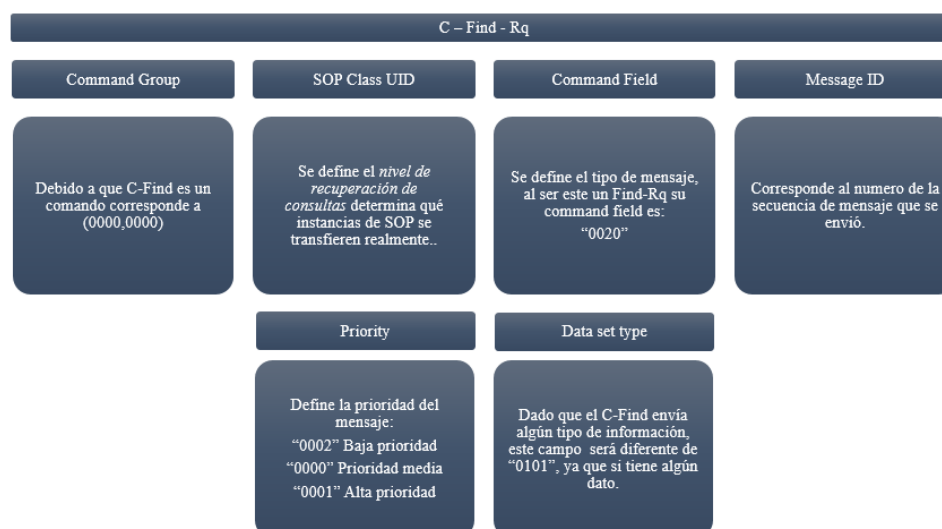 C – Find - Rq
Command Group
SOP Class UID
Command Field
Message ID
Debido a que C-Find es un
comando corresponde a
(0000,0000)
Se define el nivel de
recuperación de
consultas determina qué
instancias de SOP se
transfieren realmente..
Se define el tipo de mensaje,
al ser este un Find-Rq su
command field es:
“0020”
Corresponde al numero de la
secuencia de mensaje que se
envió.
Priority
Data set type
Define la prioridad del
mensaje:
“0002” Baja prioridad
“0000” Prioridad media
“0001” Alta prioridad
Dado que el C-Find envía
algún tipo de información,
este campo será diferente de
“0101”, ya que si tiene algún
dato.